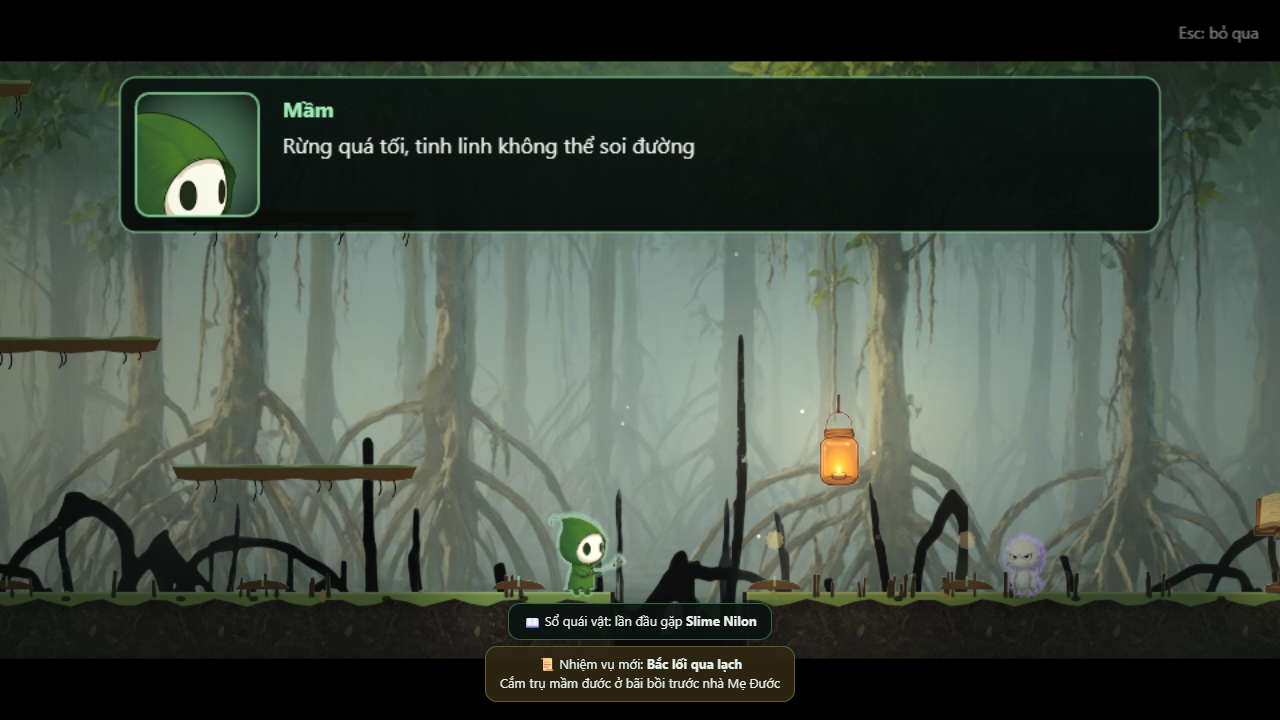 Esc: bỏ qua
Mầm
Rừng quá tối, tinh linh không thể soi đường
Sổ quái vật: lần đầu gặp Slime Nilon
Nhiệm vụ mới: Bắc lối qua lạch
Cắm trụ mầm đước ở bãi bồi trước nhà Mẹ Đước